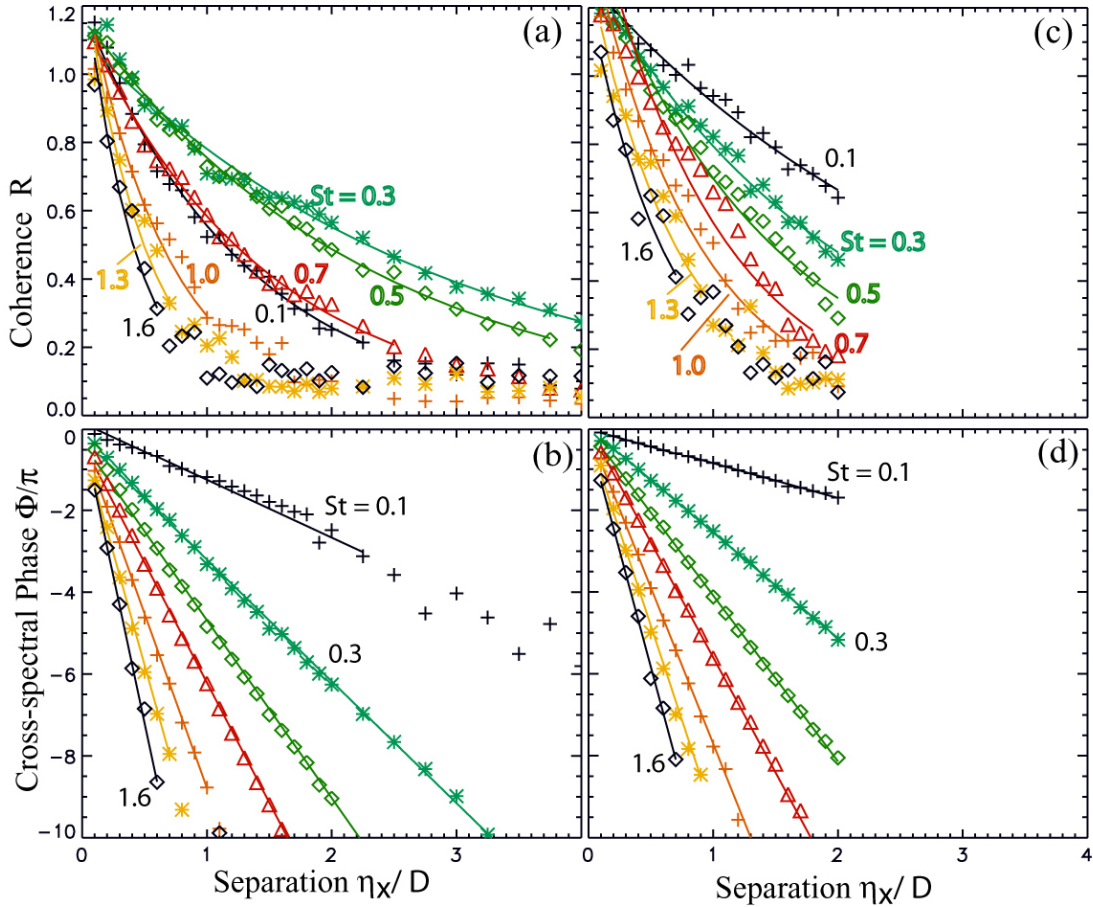 (a)
(c)
Coherence R
1.2
1.0
0.8
0.6
0.4
0.2
0.0
St = 0.3
0.5
0.7
0.1
1.0
1.3
1.6
0.1
St = 0.3
0.5
0.7
1.0
1.3
1.6
(b)
(d)
Cross-spectral Phase Φ/π
0
−2
−4
−6
−8
−10
St = 0.1
0.3
1.6
St = 0.1
0.3
1.6
0 1 2 3 0 1 2 3 4
Separation ηx/ D
Separation ηx/ D